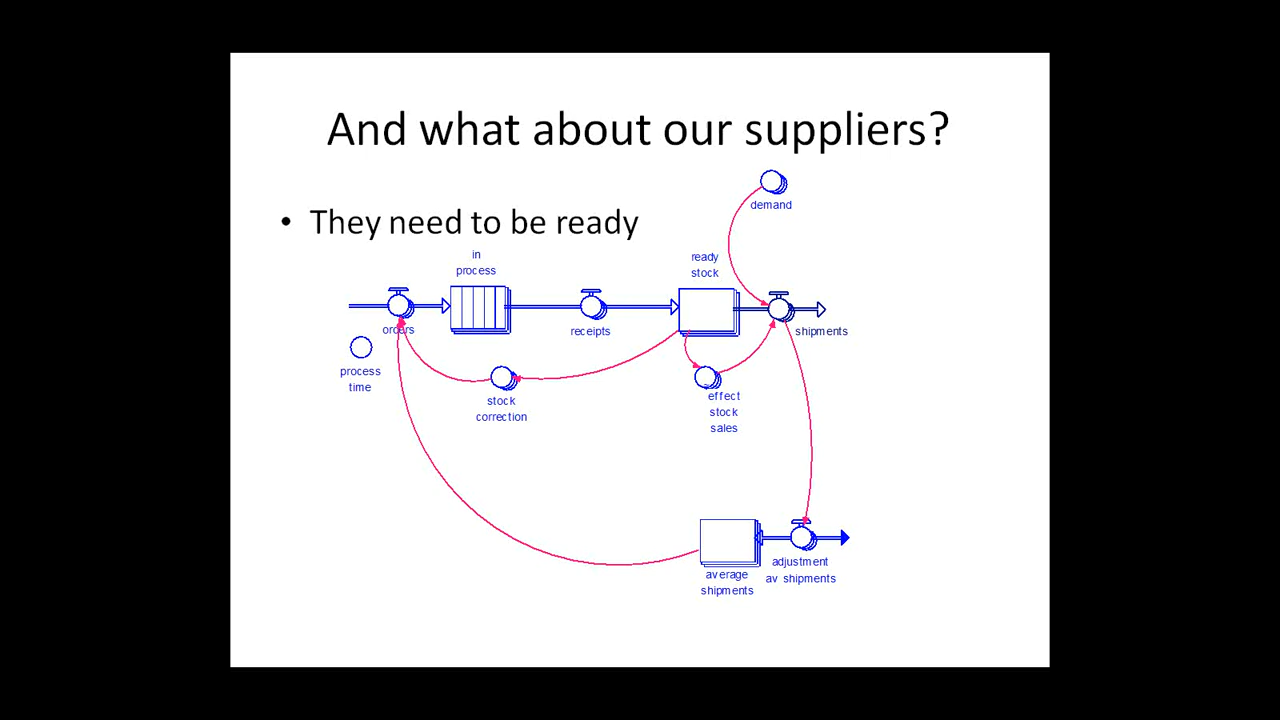 And what about our suppliers?
demand
• They need to be ready
in
process
ready
stock
orders
receipts
shipments
process
time
stock
correction
effect
stock
sales
adjustment
av shipments
average
shipments